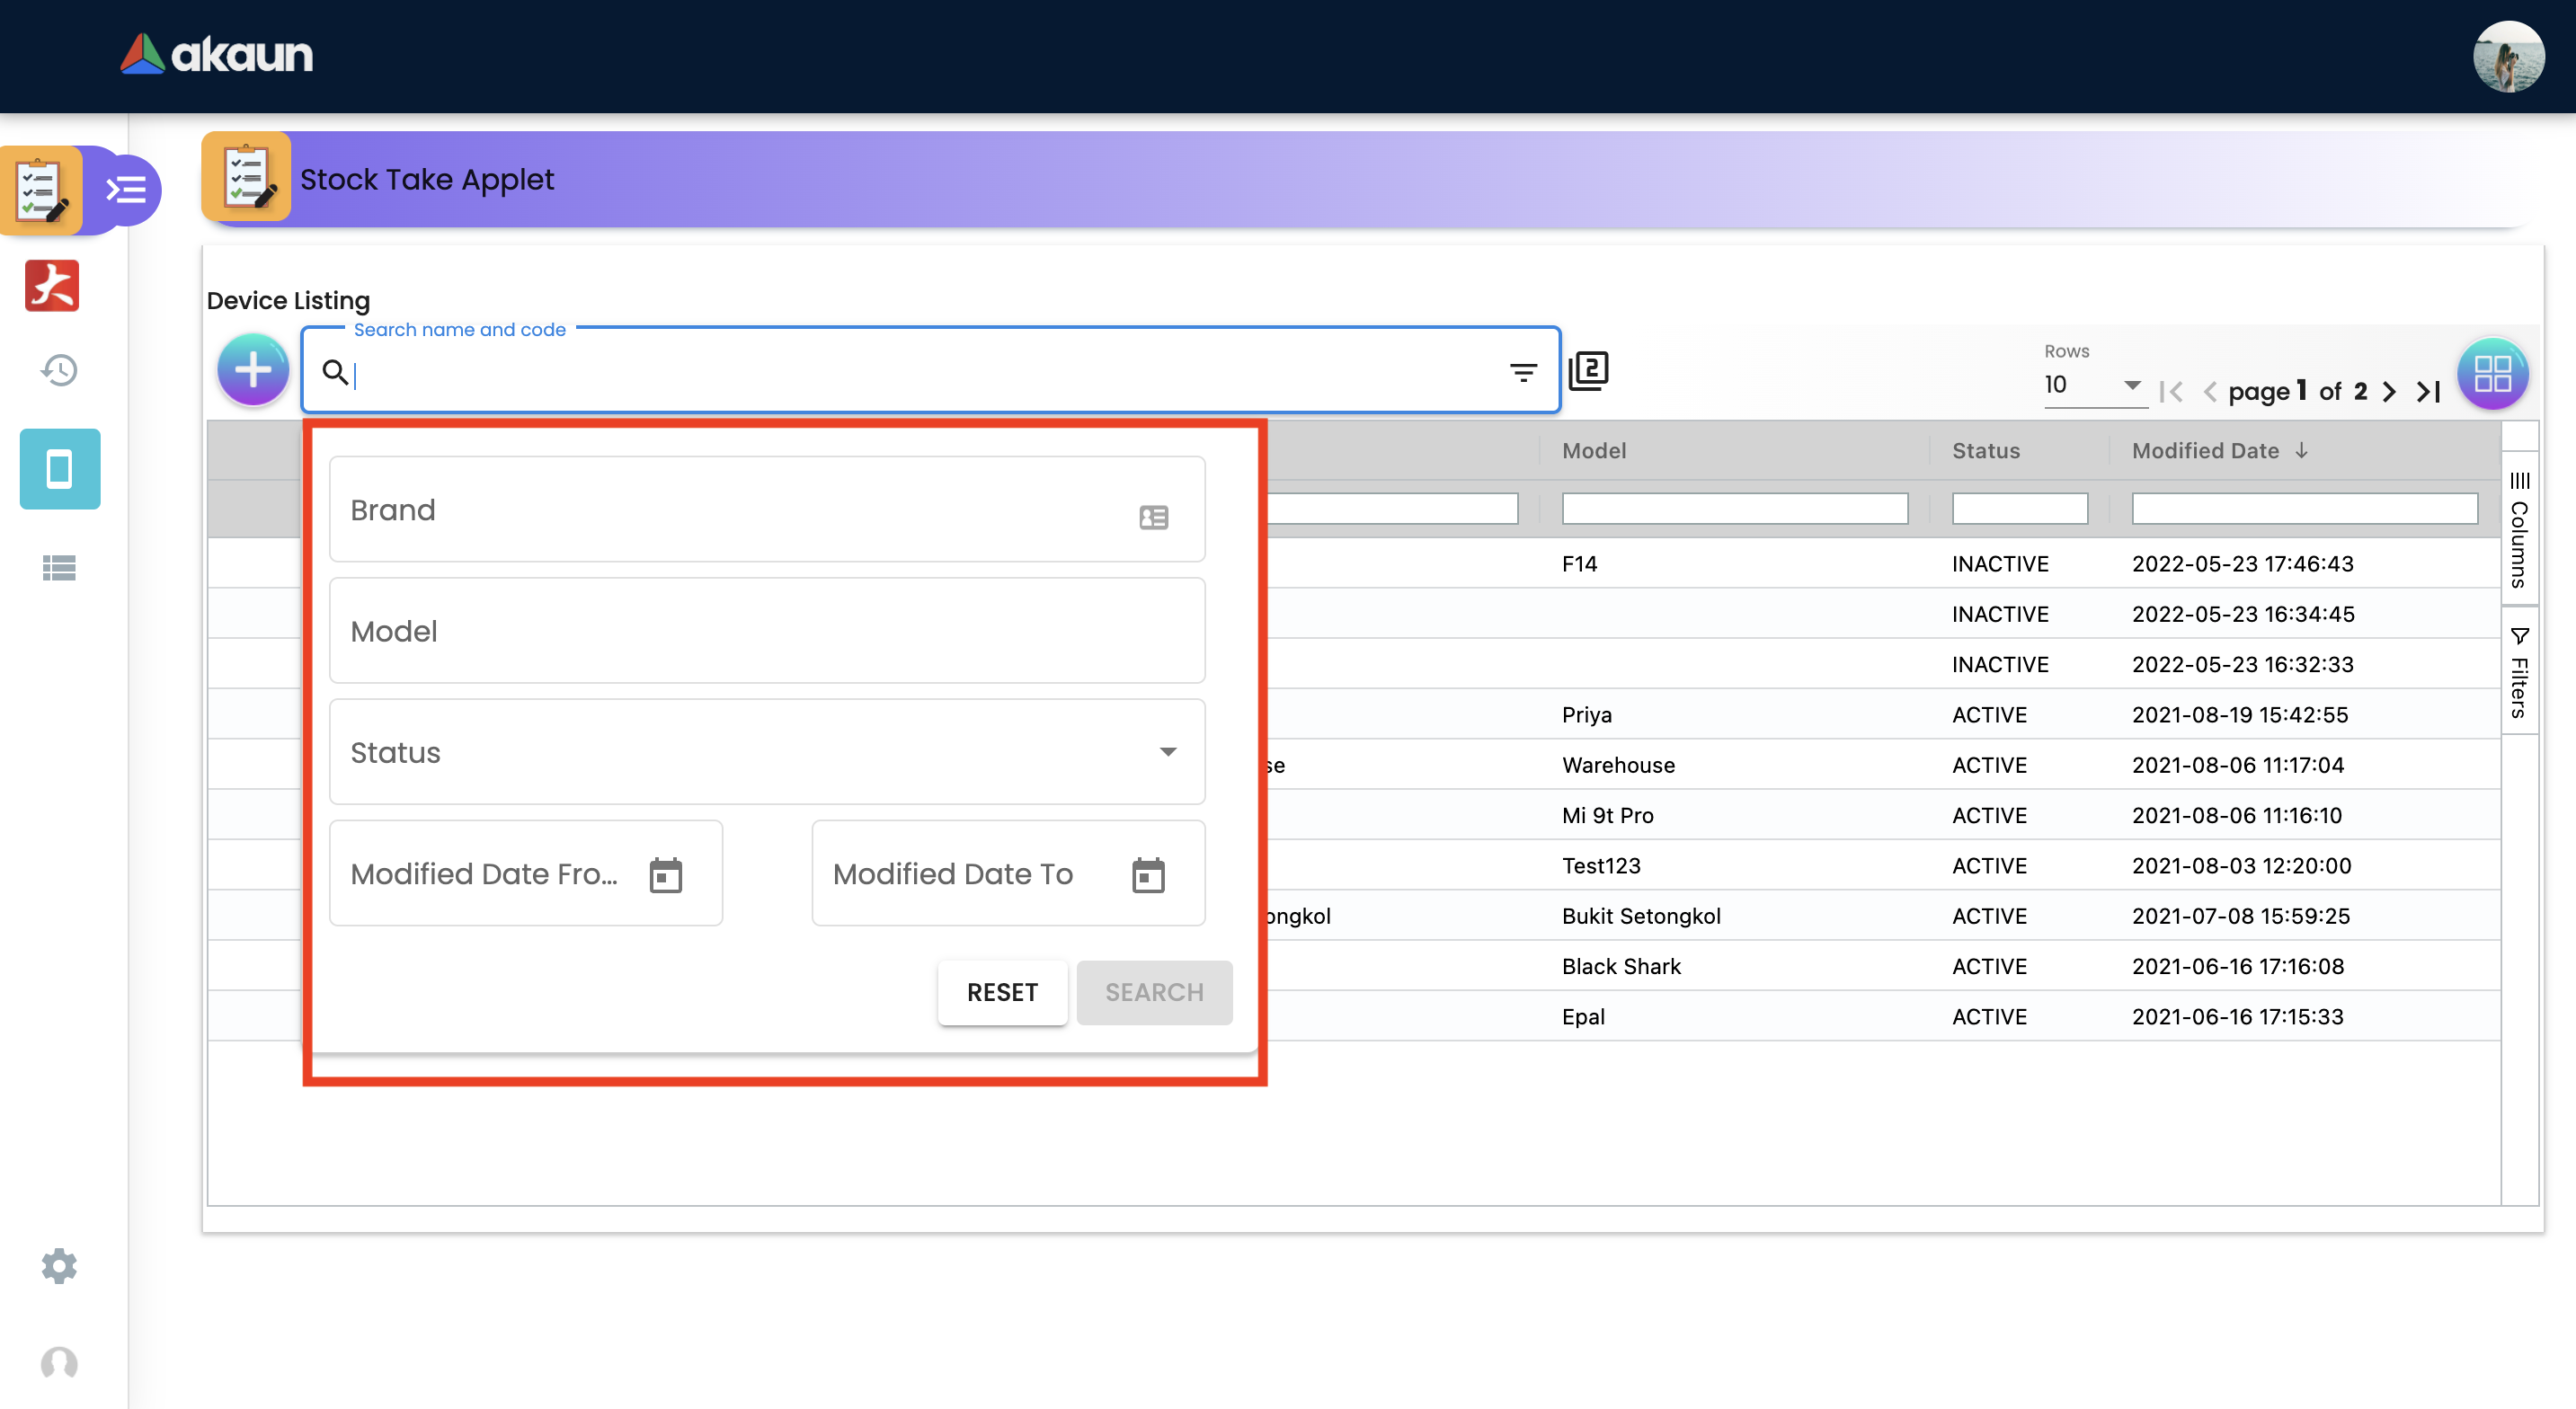 akaun
Stock Take Applet
Device Listing
Search name and code
2
Rows
10
page 1 of 2
Model Status Modified Date
Columns
Filters
Brand
Model
Status
Modified Date Fro...
Modified Date To
RESET SEARCH
F14 INACTIVE 2022-05-23 17:46:43
INACTIVE 2022-05-23 16:34:45
INACTIVE 2022-05-23 16:32:33
Priya ACTIVE 2021-08-19 15:42:55
se Warehouse ACTIVE 2021-08-06 11:17:04
Mi 9t Pro ACTIVE 2021-08-06 11:16:10
Test123 ACTIVE 2021-08-03 12:20:00
ongkol Bukit Setongkol ACTIVE 2021-07-08 15:59:25
Black Shark ACTIVE 2021-06-16 17:16:08
Epal ACTIVE 2021-06-16 17:15:33